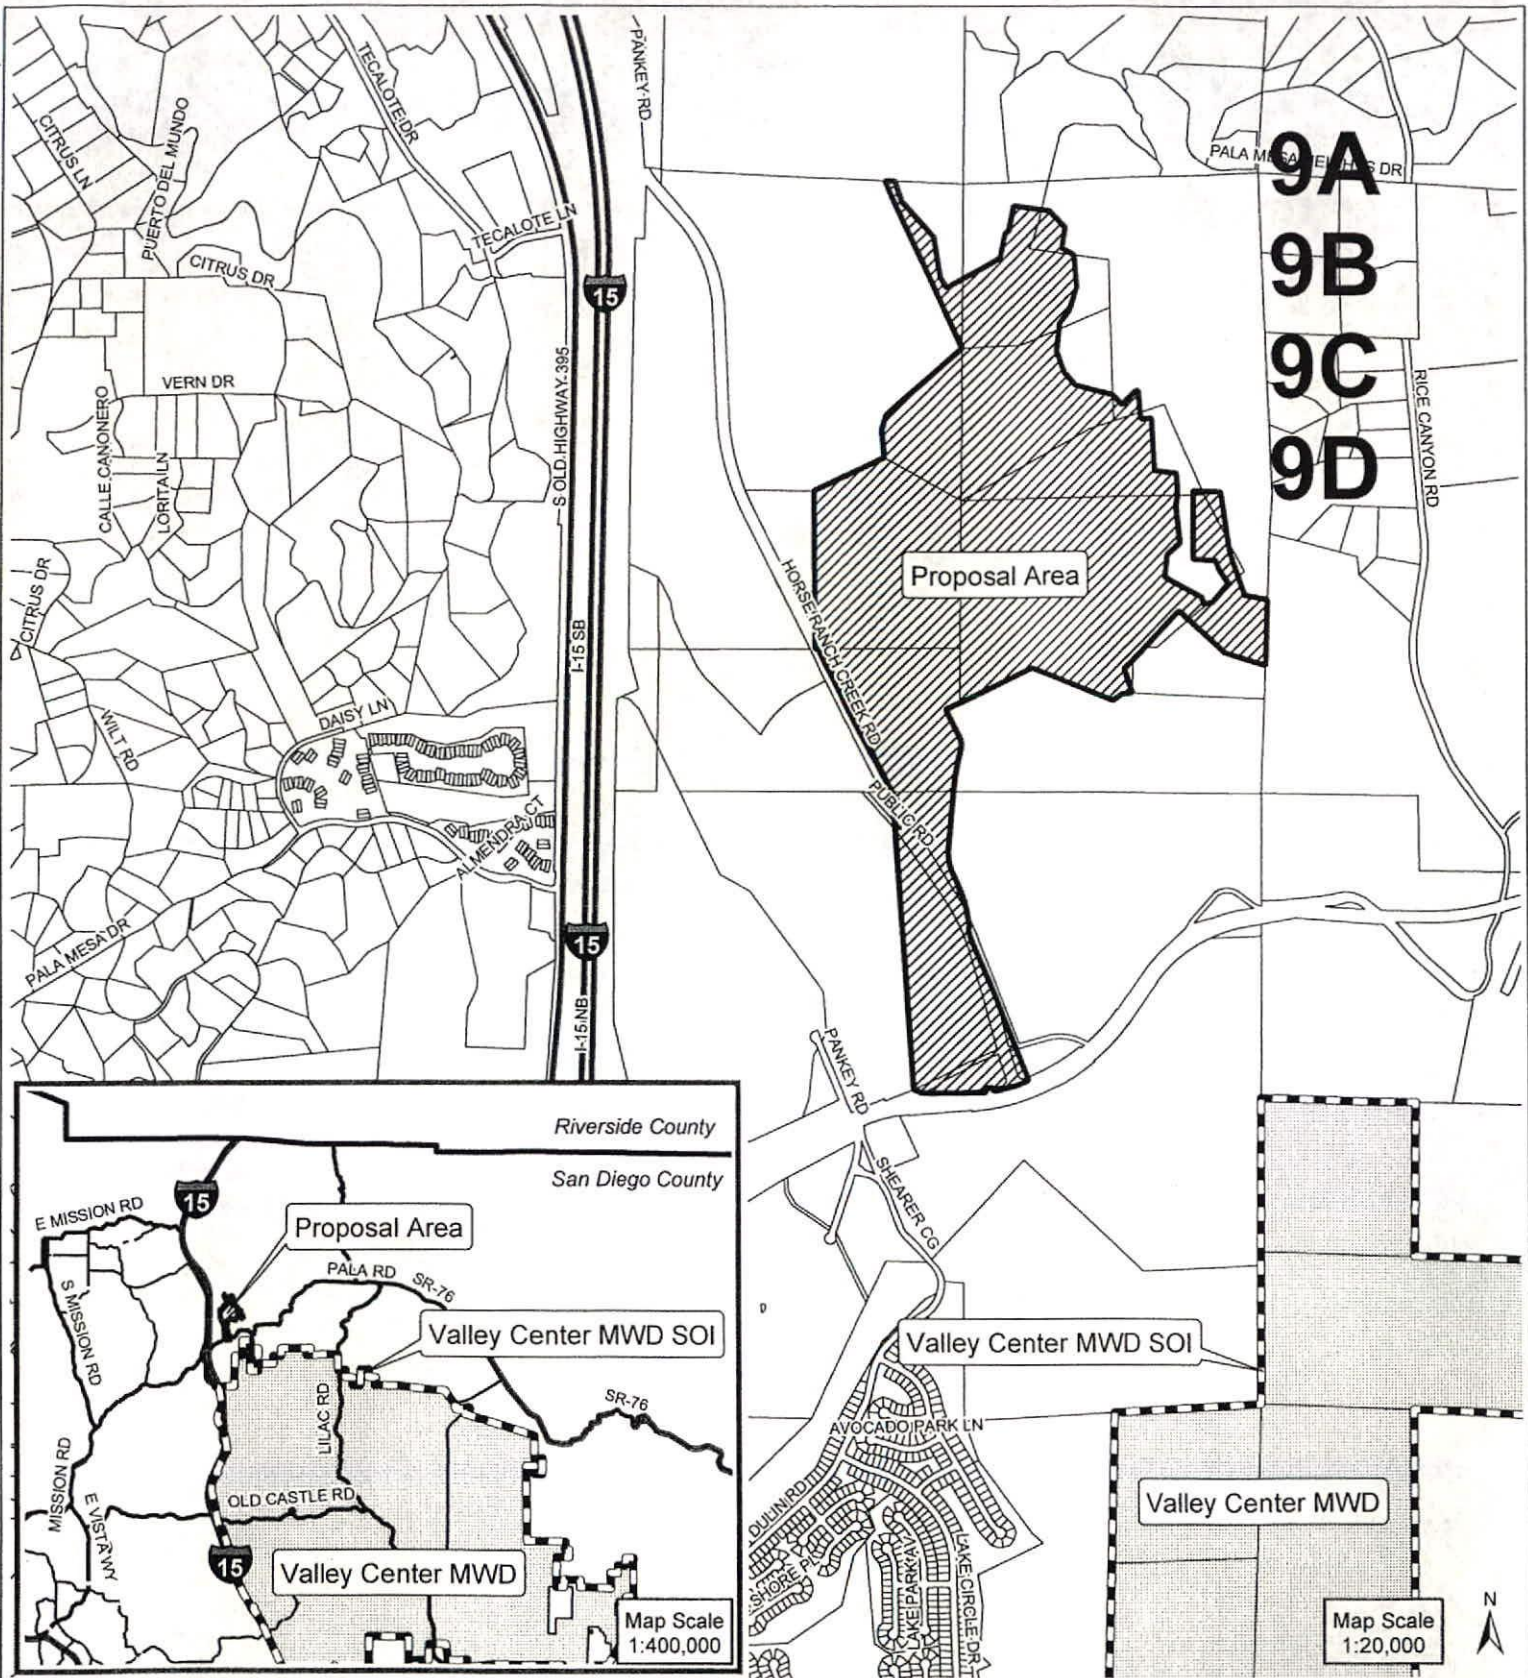 PANKEY RD
TECALOTE DR
CITRUS LN
PUERTO DEL MUNDO
PALA MESA HEIGHTS DR
9A
TECALOTE LN
CITRUS DR
9B
15
S OLD HIGHWAY 395
9C
VERN DR
CALLE CANONERO
LORITA LN
RICE CANYON RD
9D
Proposal Area
CITRUS DR
HORSE RANCH CREEK RD
I-15 SB
DAISY LN
WILT RD
PUBLIC RD
ALMENDRA CT
PALA MESA DR
15
I-15 NB
PANKEY RD
SHEARER CG
Riverside County
San Diego County
15
E MISSION RD
Proposal Area
PALA RD
SR-76
S MISSION RD
Valley Center MWD SOI
Valley Center MWD SOI
LILAC RD
SR-76
AVOCADO PARK LN
MISSION RD
OLD CASTLE RD
E VISTA WY
DULIN RD
Valley Center MWD
15
Valley Center MWD
SHORE PL
LAKE PARK AV
LAKE CIRCLE DR
Map Scale
1:400,000
Map Scale
1:20,000
N